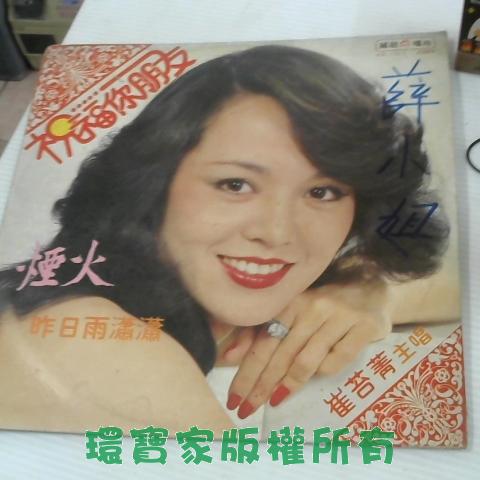 祝福你朋友
薛小姐
煙火
昨日雨瀟瀟
崔苔菁主唱
環寶家版權所有